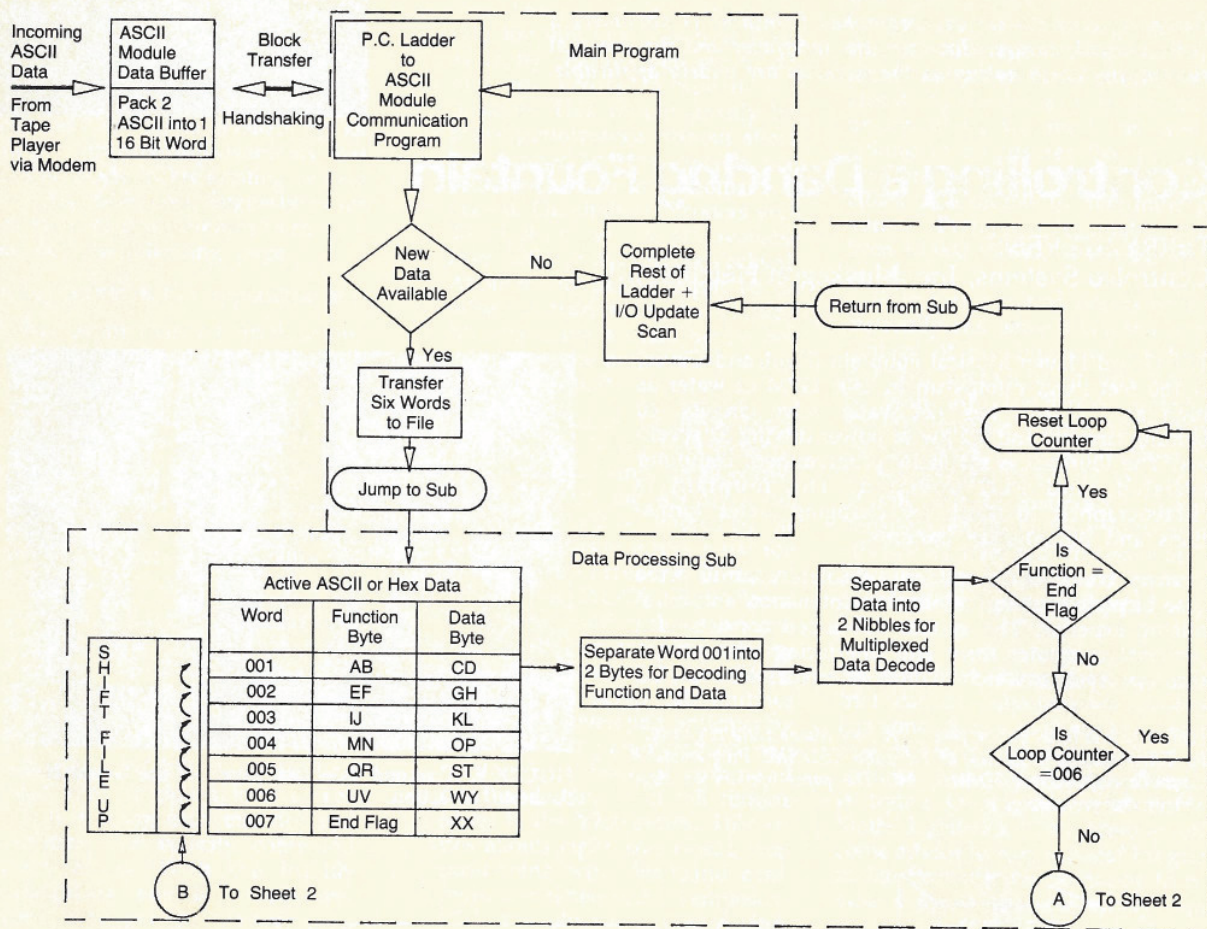 Incoming
ASCII
Data
From
Tape
Player
via Modem
ASCII
Module
Data Buffer
Pack 2
ASCII into 1
16 Bit Word
Block
Transfer
Handshaking
P.C. Ladder
to
ASCII
Module
Communication
Program
Main Program
New
Data
Available
No
Complete
Rest of
Ladder +
I/O Update
Scan
Return from Sub
Yes
Transfer
Six Words
to File
Jump to Sub
Reset Loop
Counter
Yes
Is
Function =
End
Flag
No
Is
Loop Counter
=006
Yes
No
A
To Sheet 2
Data Processing Sub
Active ASCII or Hex Data
Word Function Byte Data Byte
001 AB CD
002 EF GH
003 IJ KL
004 MN OP
005 QR ST
006 UV WY
007 End Flag XX
SHIFT FILE UP
B
To Sheet 2
Separate Word 001 into
2 Bytes for Decoding
Function and Data
Separate
Data into
2 Nibbles for
Multiplexed
Data Decode